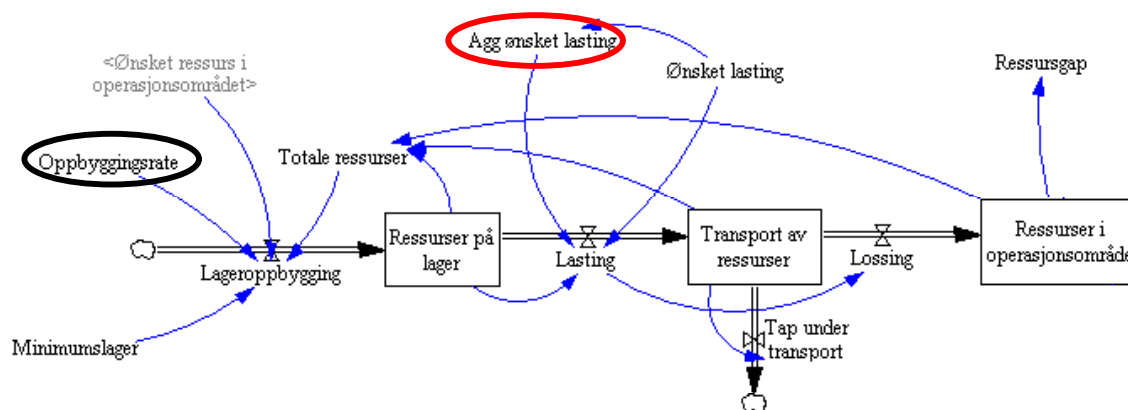 Agg ønsket lasting
<Ønsket ressurs i
operasjonsområdet>
Ønsket lasting
Ressursgap
Oppbyggingsrate
Totale ressurser
Ressurser på
lager
Transport av
ressurser
Ressurser i
operasjonsområde
Lageroppbygging
Lasting
Lossing
Minimumslager
Tap under
transport